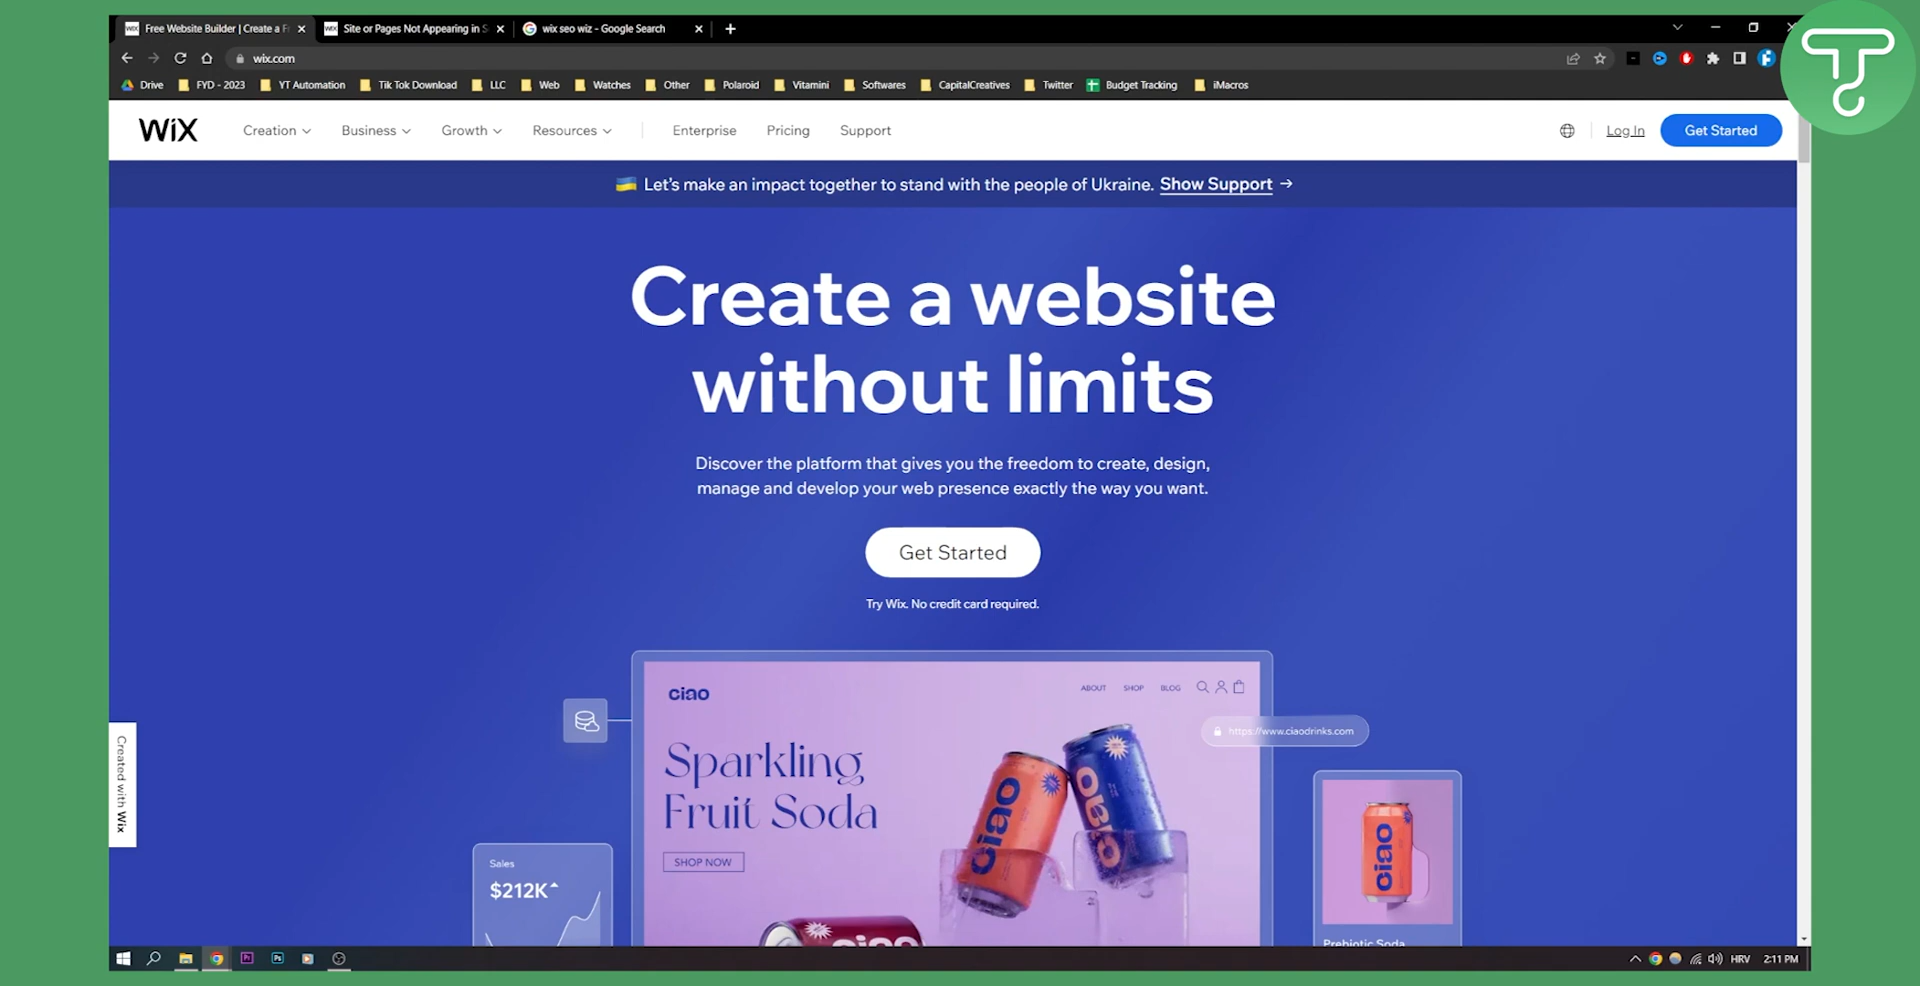 Free Website Builder | Create a F
Site or Pages Not Appearing in S
wix seo wiz - Google Search
wix.com
Drive
FYD - 2023
YT Automation
Tik Tok Download
LLC
Web
Watches
Other
Polaroid
Vitamini
Softwares
CapitalCreatives
Twitter
Budget Tracking
iMacros
WiX
Creation
Business
Growth
Resources
Enterprise
Pricing
Support
Log In
Get Started
Let's make an impact together to stand with the people of Ukraine. Show Support →
Create a website
without limits
Discover the platform that gives you the freedom to create, design,
manage and develop your web presence exactly the way you want.
Get Started
Try Wix. No credit card required.
ciao
ABOUT
SHOP
BLOG
https://www.ciaodrinks.com
Sparkling
Fruit Soda
SHOP NOW
ciao
ciao
ciao
ciao
Created with Wix
Sales
$212K
Prebiotic Soda
Pr
Ps
HRV
2:11 PM